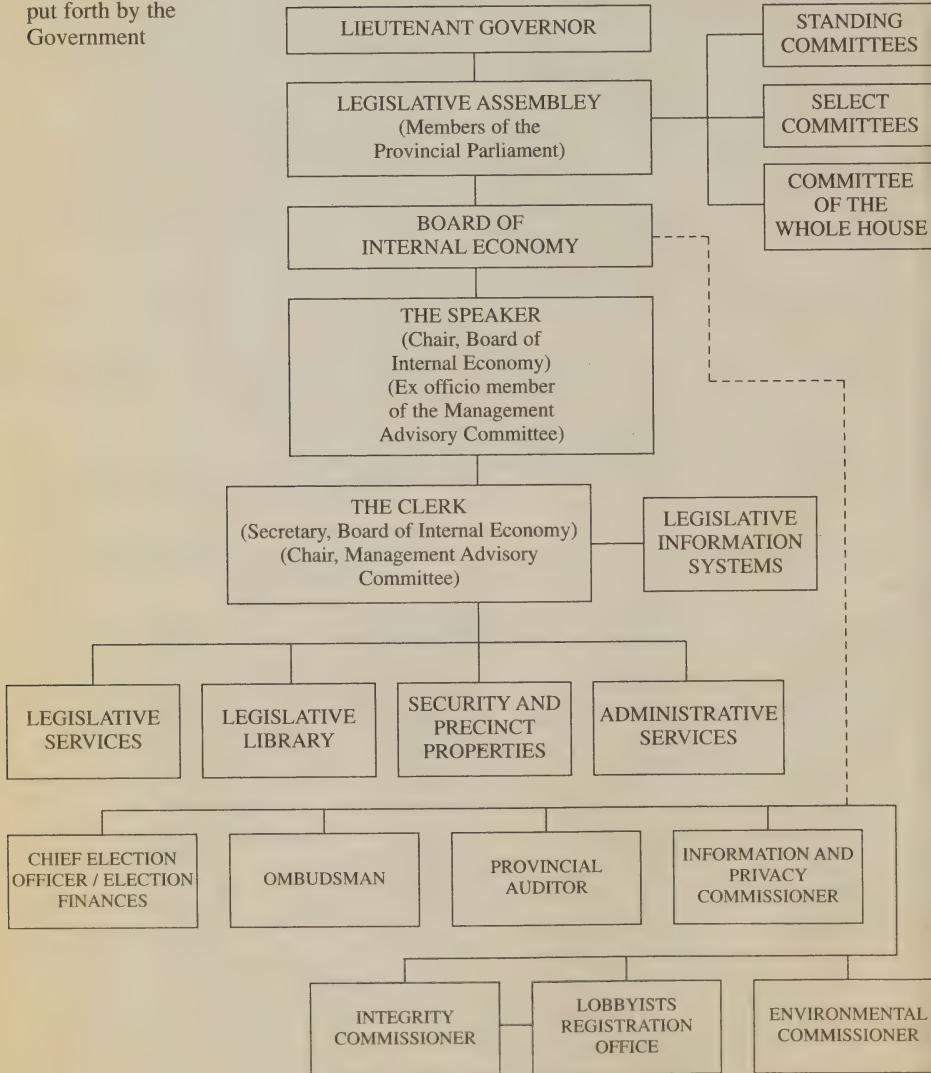 put forth by the
Government
LIEUTENANT GOVERNOR
STANDING
COMMITTEES
LEGISLATIVE ASSEMBLEY
(Members of the
Provincial Parliament)
SELECT
COMMITTEES
COMMITTEE
OF THE
WHOLE HOUSE
BOARD OF
INTERNAL ECONOMY
THE SPEAKER
(Chair, Board of
Internal Economy)
(Ex officio member
of the Management
Advisory Committee)
THE CLERK
(Secretary, Board of Internal Economy)
(Chair, Management Advisory
Committee)
LEGISLATIVE
INFORMATION
SYSTEMS
LEGISLATIVE
SERVICES
LEGISLATIVE
LIBRARY
SECURITY AND
PRECINCT
PROPERTIES
ADMINISTRATIVE
SERVICES
CHIEF ELECTION
OFFICER / ELECTION
FINANCES
OMBUDSMAN
PROVINCIAL
AUDITOR
INFORMATION AND
PRIVACY
COMMISSIONER
INTEGRITY
COMMISSIONER
LOBBYISTS
REGISTRATION
OFFICE
ENVIRONMENTAL
COMMISSIONER